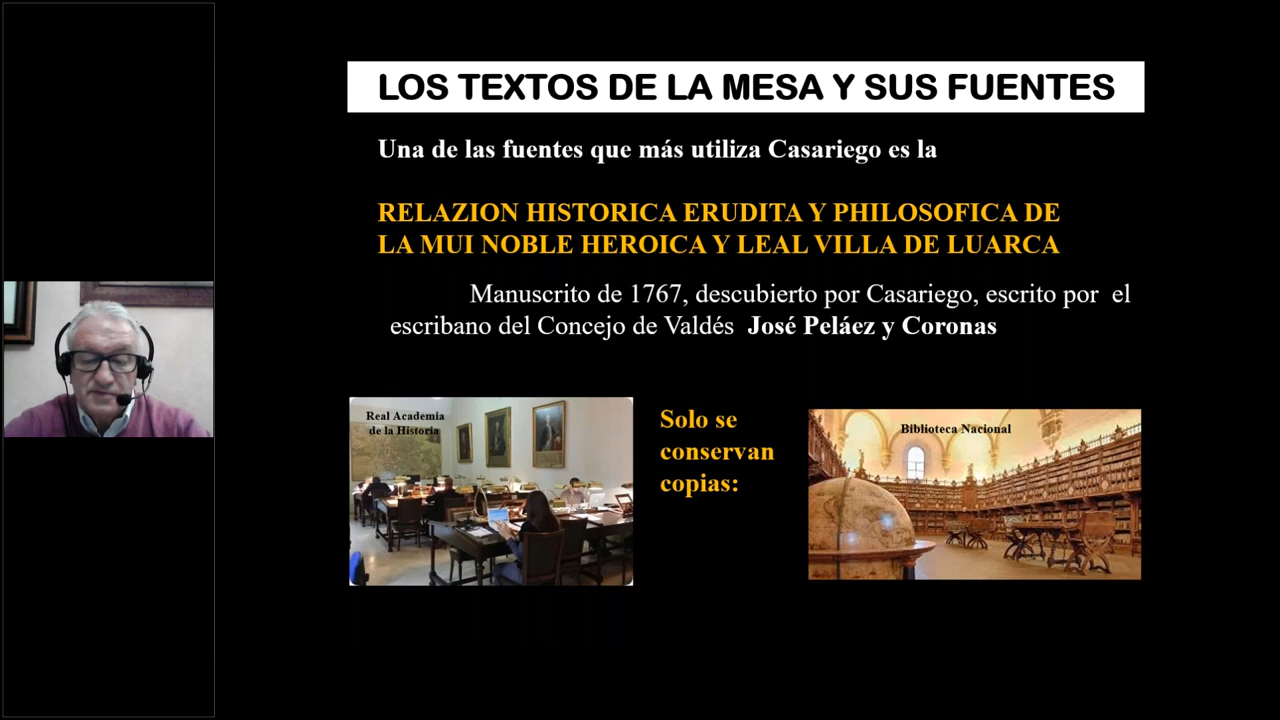 LOS TEXTOS DE LA MESA Y SUS FUENTES
Una de las fuentes que más utiliza Casariego es la
RELAZION HISTORICA ERUDITA Y PHILOSOFICA DE
LA MUI NOBLE HEROICA Y LEAL VILLA DE LUARCA
Manuscrito de 1767, descubierto por Casariego, escrito por el
escribano del Concejo de Valdés José Peláez y Coronas
Real Academia
de la Historia
Solo se
conservan
copias:
Biblioteca Nacional